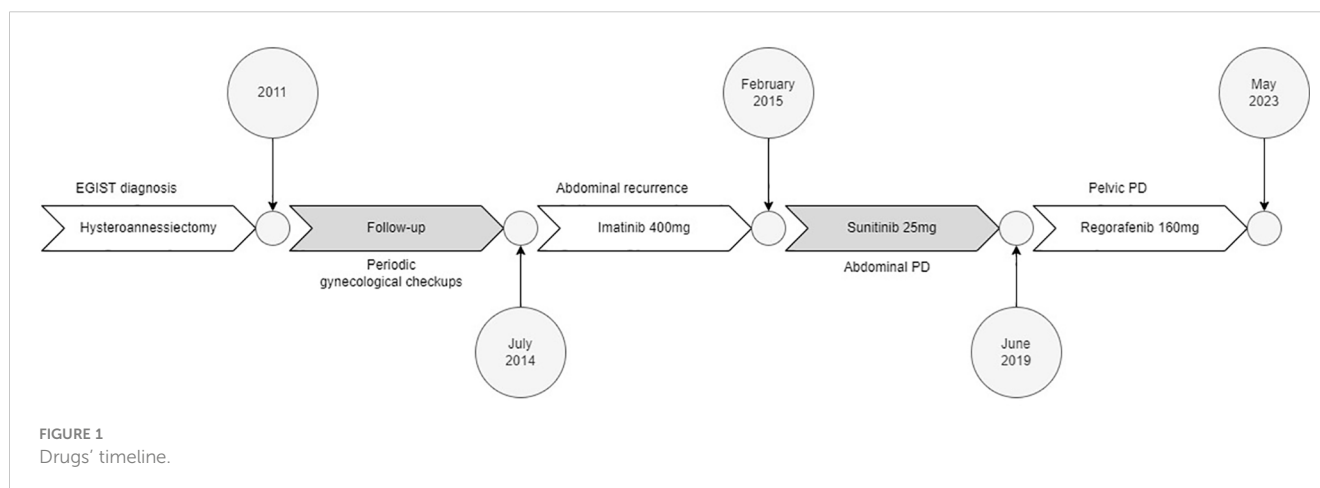 2011
February
2015
May
2023
EGIST diagnosis
Abdominal recurrence
Pelvic PD
Hysteroannessiectomy
Follow-up
Imatinib 400mg
Sunitinib 25mg
Regorafenib 160mg
Periodic
gynecological checkups
Abdominal PD
July
2014
June
2019
FIGURE 1
Drugs’ timeline.